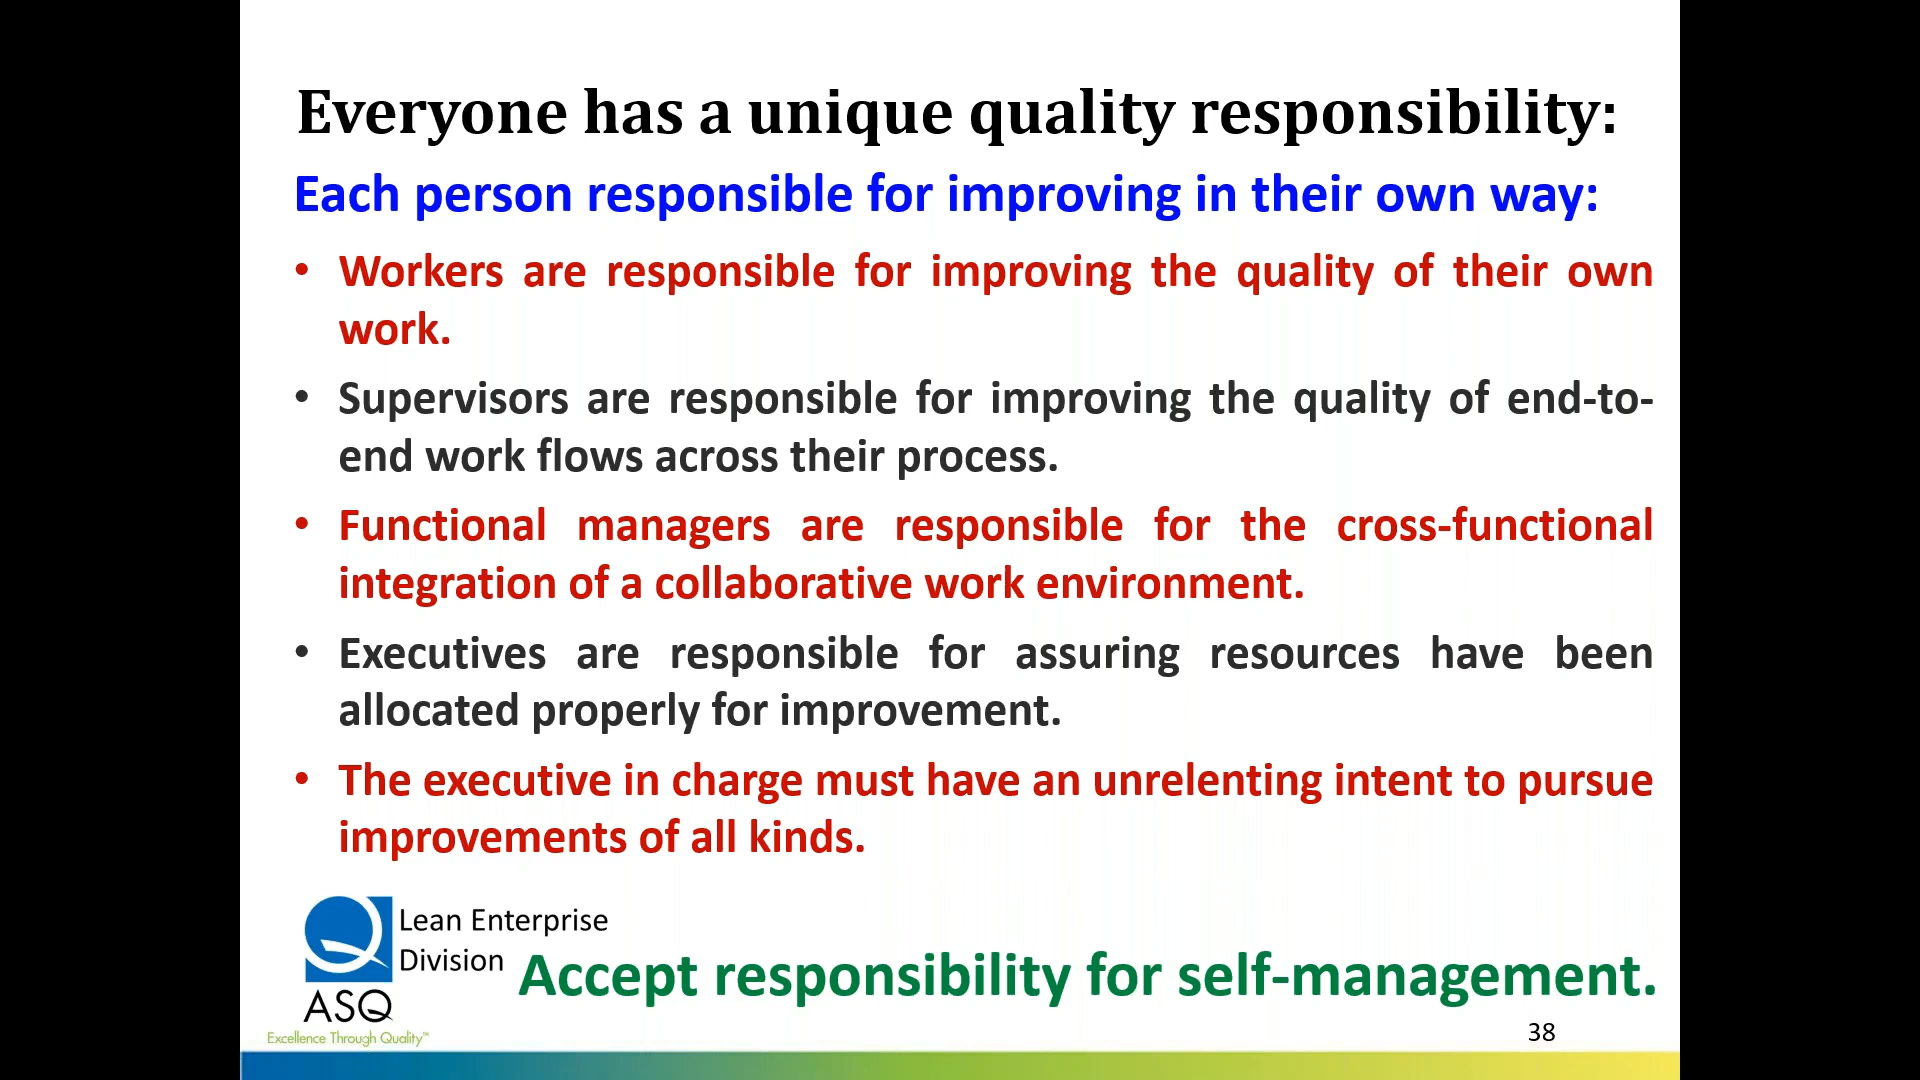 Everyone has a unique quality responsibility:
Each person responsible for improving in their own way:
• Workers are responsible for improving the quality of their own
work.
• Supervisors are responsible for improving the quality of end-to-
end work flows across their process.
• Functional managers are responsible for the cross-functional
integration of a collaborative work environment.
• Executives are responsible for assuring resources have been
allocated properly for improvement.
• The executive in charge must have an unrelenting intent to pursue
improvements of all kinds.
Lean Enterprise
Division
Accept responsibility for self-management.
ASQ
Excellence Through Quality™
38